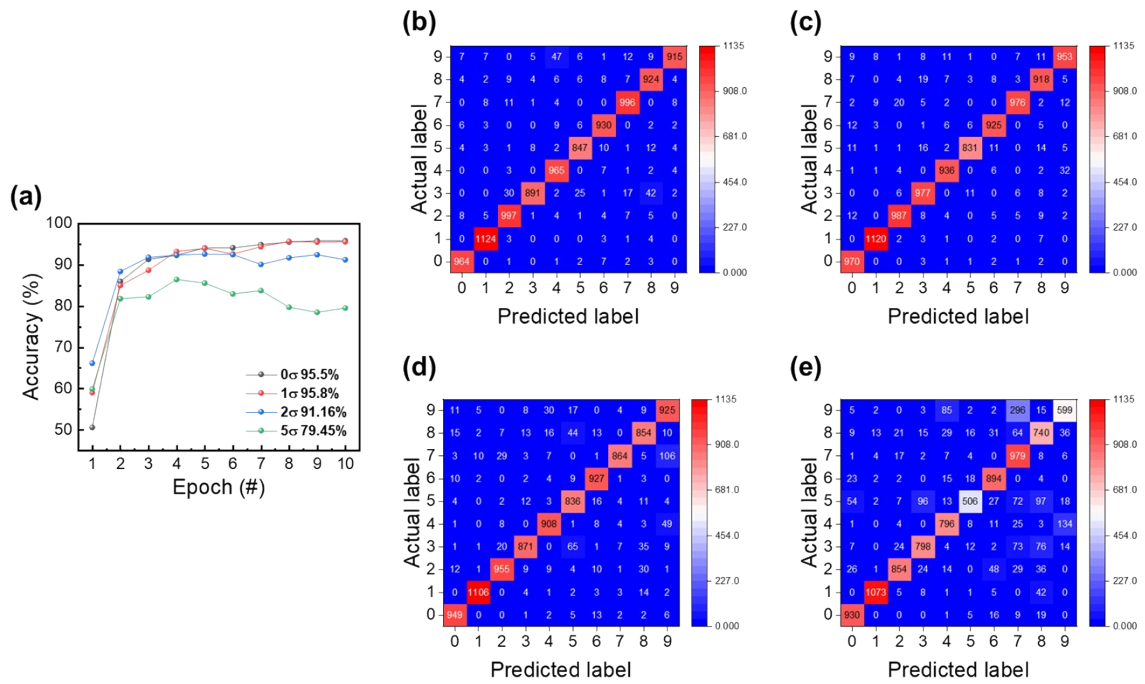 (a)
Accuracy (%)
100
90
80
70
60
50
1 2 3 4 5 6 7 8 9 10
Epoch (#)
0σ 95.5%
1σ 95.8%
2σ 91.16%
5σ 79.45%
(b)
Actual label
9 7 7 0 5 47 6 1 12 9 915
8 4 2 9 4 6 6 8 7 924 4
7 0 8 11 1 4 0 0 996 0 8
6 6 3 0 0 9 6 930 0 2 2
5 4 3 1 8 2 847 10 1 12 4
4 1 4 2 0 965 0 2 1 2 5
3 0 0 30 891 2 25 1 17 42 2
2 8 5 997 1 4 1 4 7 5 0
1 0 1124 3 0 0 0 0 4 3 1
0 964 0 1 0 1 2 7 2 3 0
0 1 2 3 4 5 6 7 8 9
Predicted label
1135
908.0
681.0
454.0
227.0
0.000
(c)
Actual label
9 9 8 1 8 11 1 0 7 11 953
8 7 0 4 19 7 3 8 3 918 5
7 2 9 20 5 2 0 0 976 2 12
6 12 3 0 1 6 6 925 0 5 0
5 11 1 1 16 2 831 11 0 14 5
4 1 1 4 0 936 0 7 1 0 32
3 0 0 6 977 0 11 0 6 8 2
2 12 0 987 8 4 0 5 5 9 2
1 0 1120 2 3 1 0 2 0 7 0
0 970 0 0 0 1 0 2 1 6 0
0 1 2 3 4 5 6 7 8 9
Predicted label
1135
908.0
681.0
454.0
227.0
0.000
(d)
Actual label
9 11 5 0 8 30 17 0 4 9 925
8 15 2 7 13 16 44 13 0 854 10
7 3 10 29 3 7 0 0 864 1 106
6 10 3 0 0 5 9 927 1 3 0
5 4 0 2 12 3 836 16 4 11 4
4 1 0 8 0 908 1 8 4 3 49
3 1 1 20 871 0 65 1 7 35 9
2 12 1 955 9 9 4 10 1 30 1
1 0 1106 0 4 1 2 3 3 14 2
0 949 0 1 0 2 5 13 2 2 6
0 1 2 3 4 5 6 7 8 9
Predicted label
1135
908.0
681.0
454.0
227.0
0.000
(e)
Actual label
9 5 2 0 3 85 2 2 296 15 599
8 9 13 21 15 29 16 31 64 740 36
7 1 4 17 2 7 4 0 979 8 6
6 23 2 2 0 15 18 894 4 0 0
5 54 2 7 96 13 506 27 72 97 18
4 1 0 4 0 796 8 11 25 3 134
3 7 0 24 798 4 12 2 73 76 14
2 26 1 854 24 14 0 48 29 36 0
1 0 1073 5 8 1 1 5 0 42 0
0 930 0 0 0 1 5 16 9 19 0
0 1 2 3 4 5 6 7 8 9
Predicted label
1135
908.0
681.0
454.0
227.0
0.000